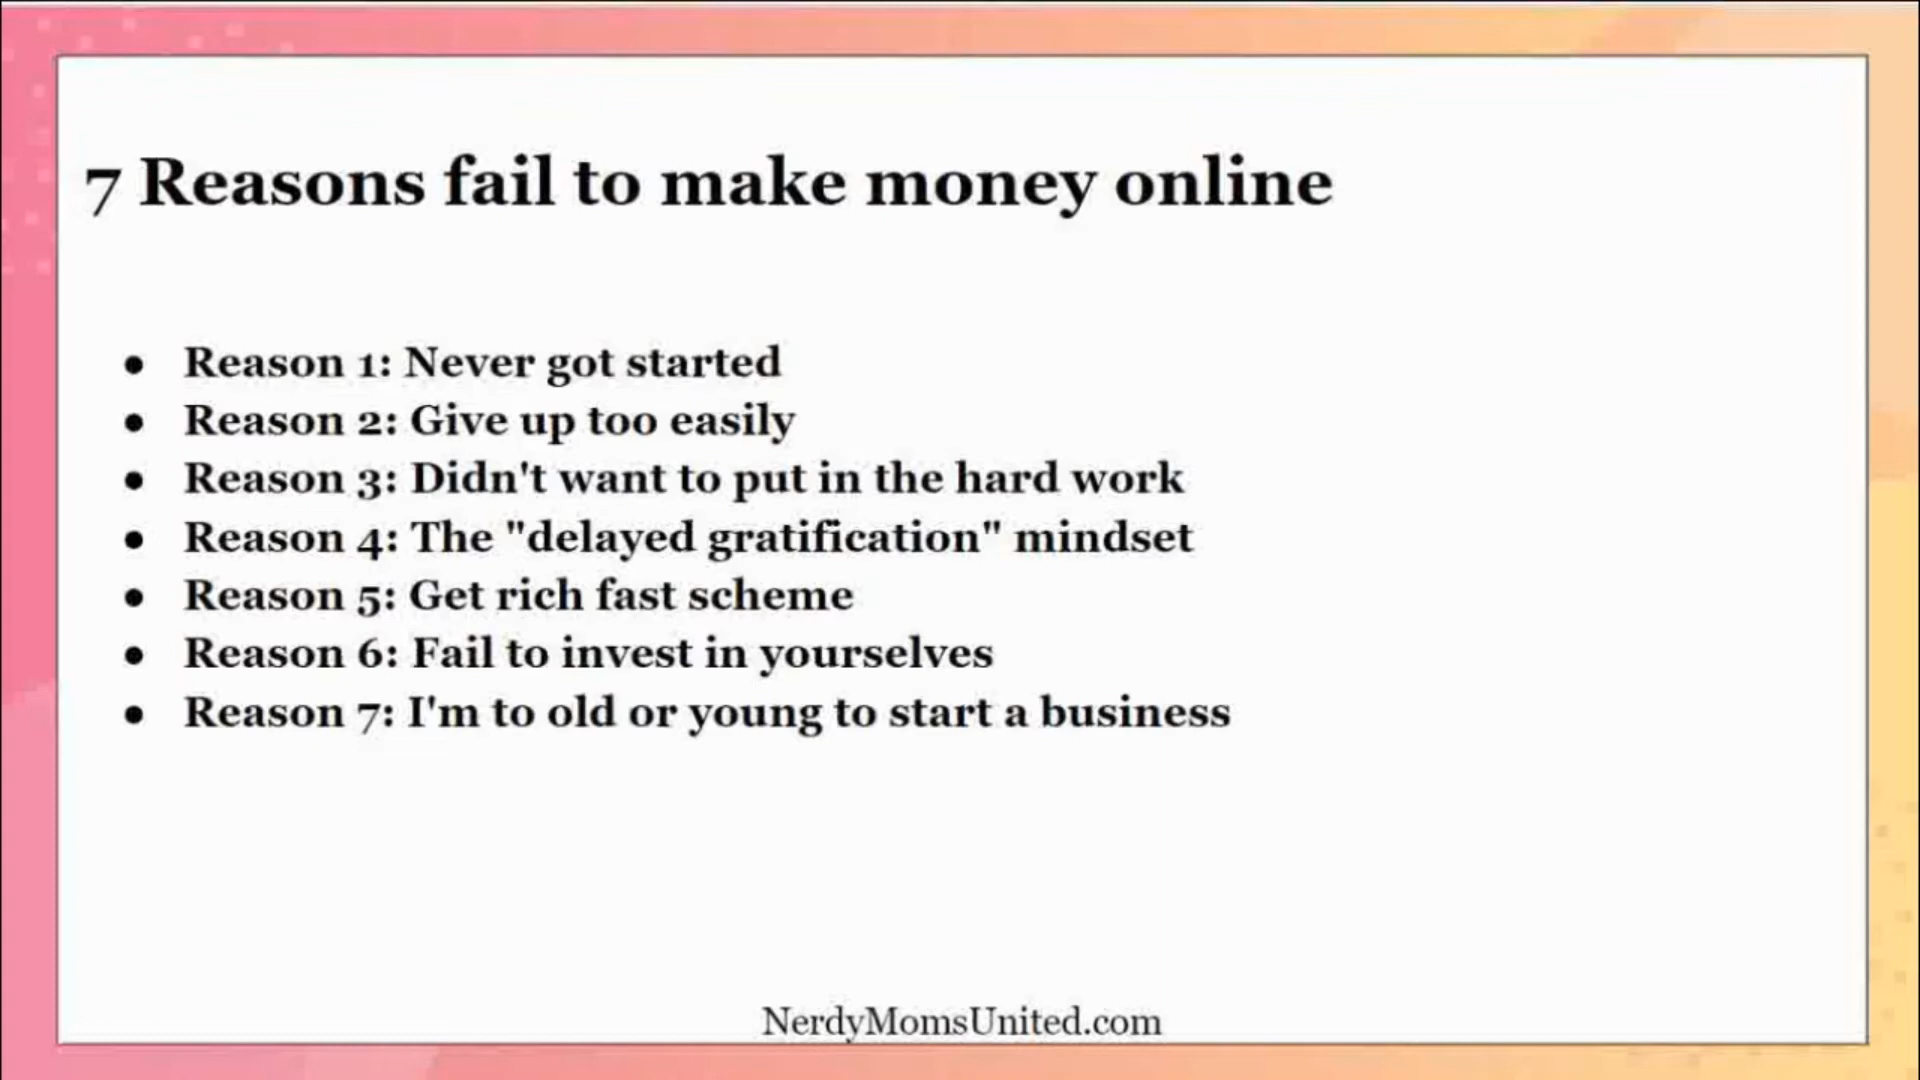 7 Reasons fail to make money online
● Reason 1: Never got started
● Reason 2: Give up too easily
● Reason 3: Didn't want to put in the hard work
● Reason 4: The "delayed gratification" mindset
● Reason 5: Get rich fast scheme
● Reason 6: Fail to invest in yourselves
● Reason 7: I'm to old or young to start a business
NerdyMomsUnited.com